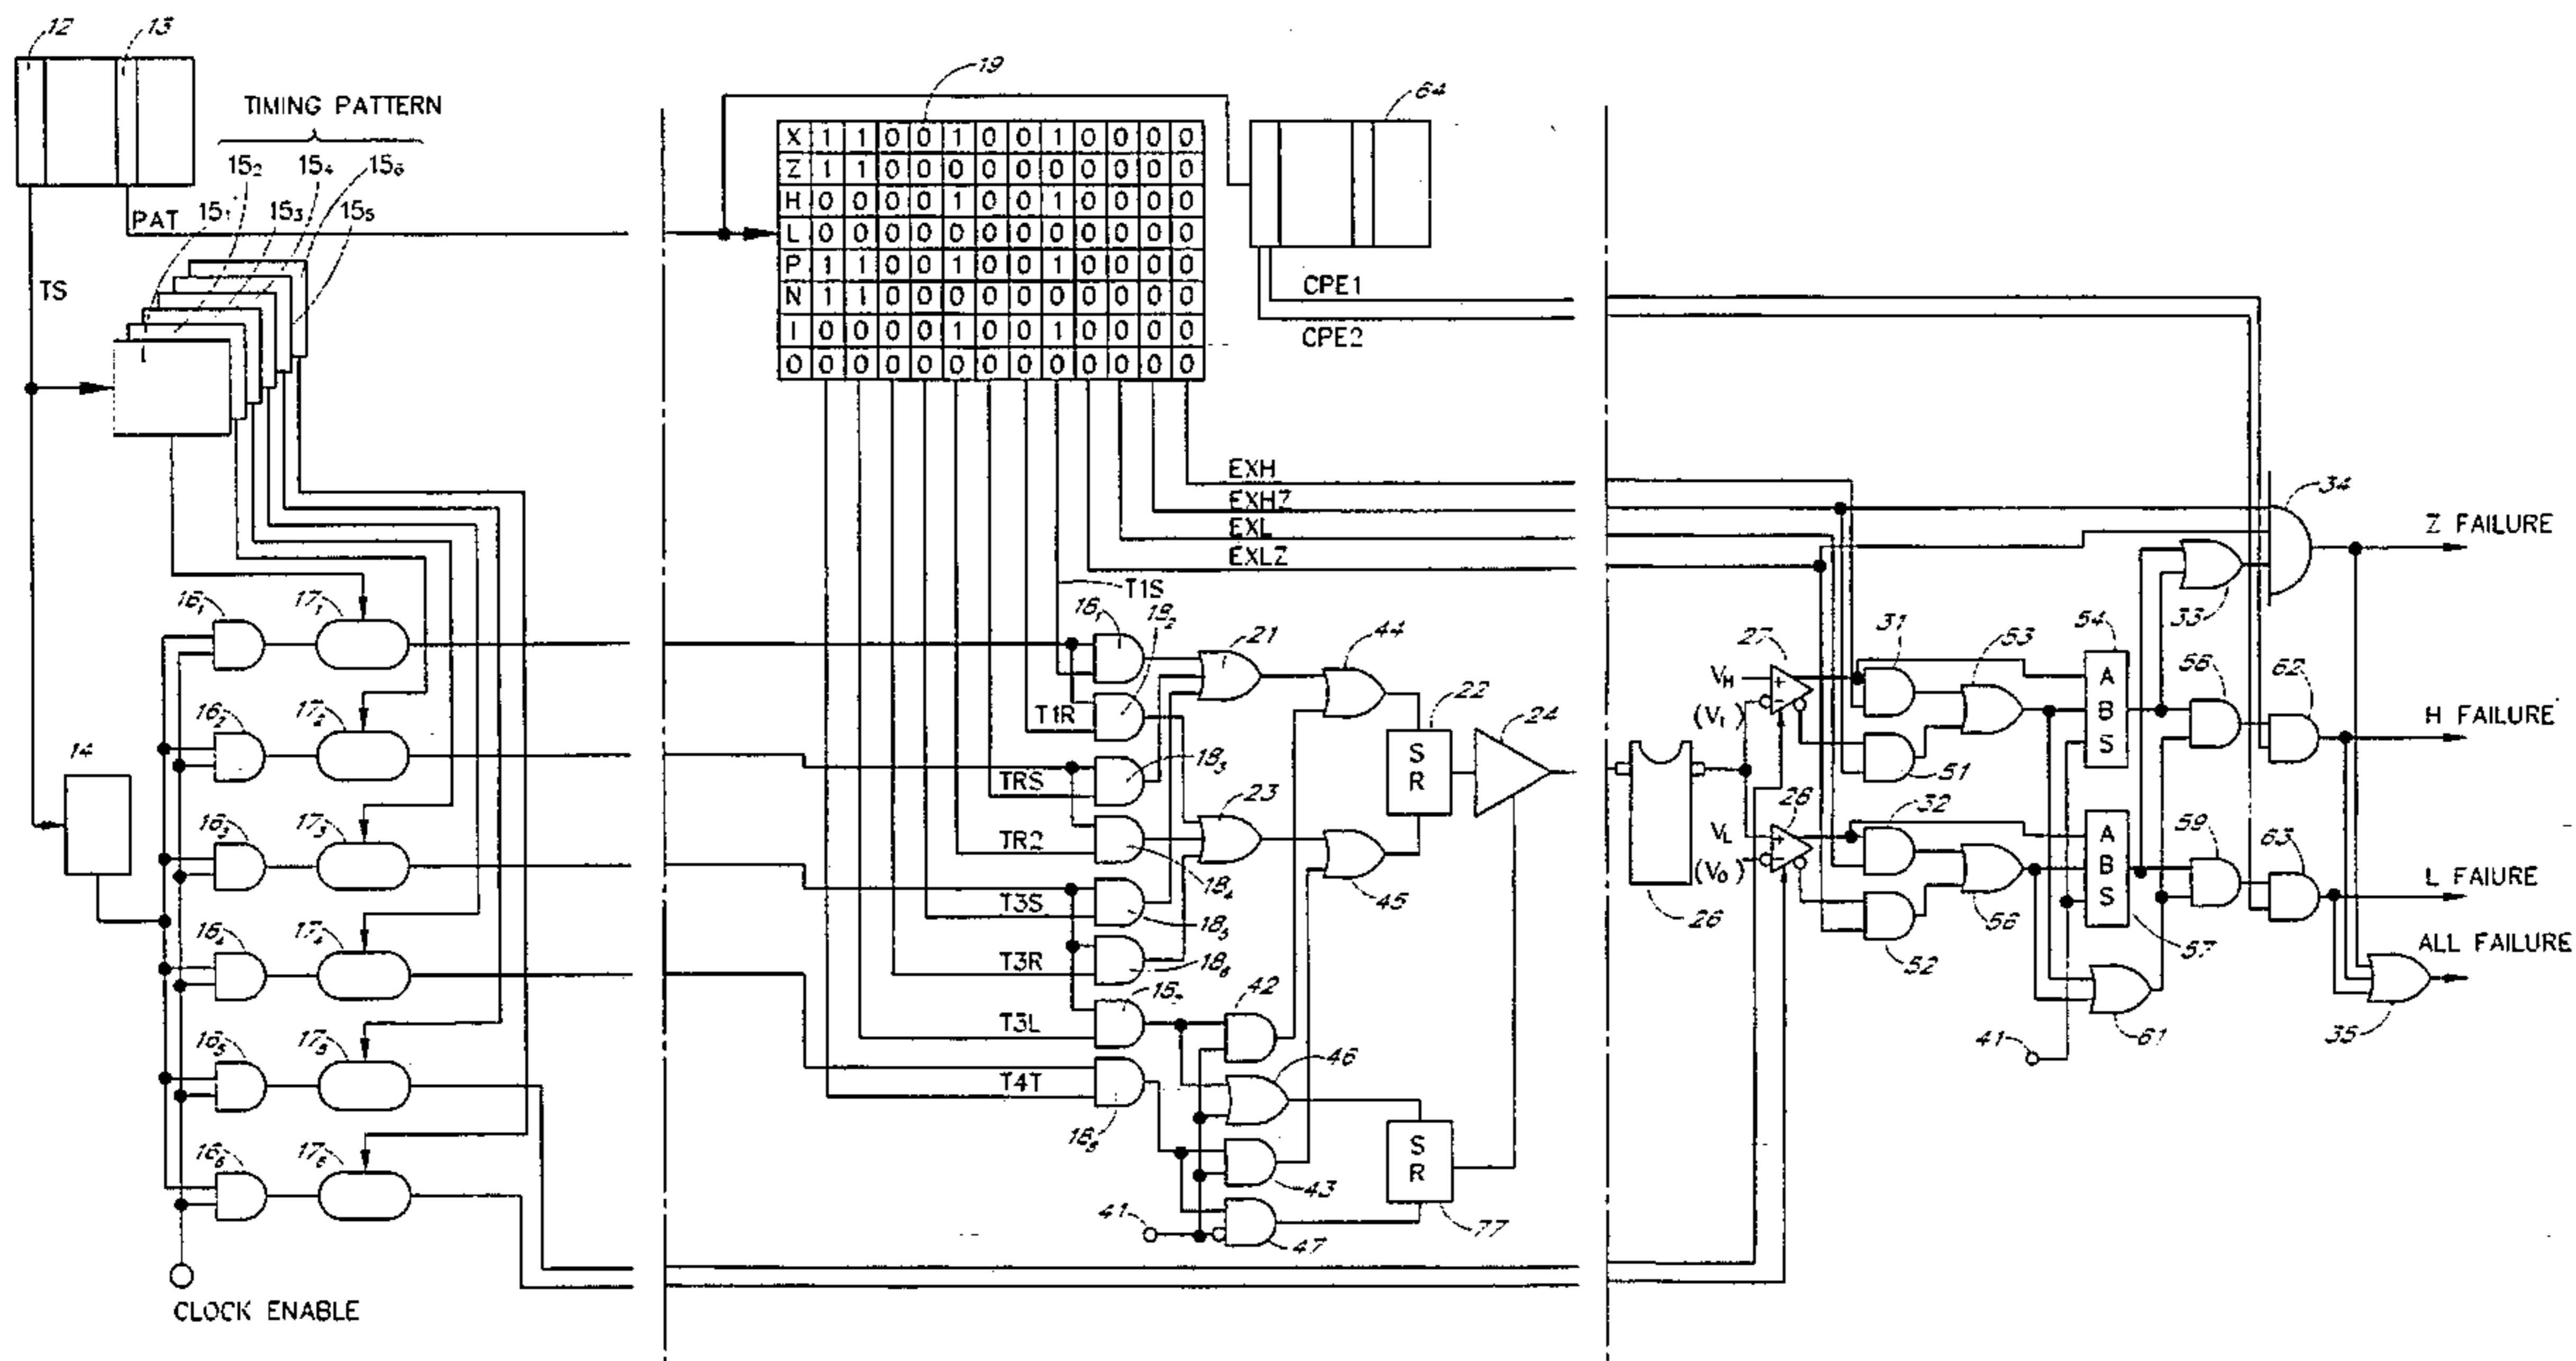 12
13
TIMING PATTERN
15₂
15₄
15₆
15₁
15₃
15₅
PAT
TS
14
16₁
17₁
16₂
17₂
16₃
17₃
16₄
17₄
16₅
17₅
16₆
17₆
CLOCK ENABLE
19
X 1 1 0 0 1 0 0 1 0 0 0 0
Z 1 1 0 0 0 0 0 0 0 0 0 0
H 0 0 0 0 1 0 0 1 0 0 0 0
L 0 0 0 0 0 0 0 0 0 0 0 0
P 1 1 0 0 1 0 0 1 0 0 0 0
N 1 1 0 0 0 0 0 0 0 0 0 0
I 0 0 0 0 1 0 0 1 0 0 0 0
O 0 0 0 0 0 0 0 0 0 0 0 0
64
CPE1
CPE2
EXH
EXHZ
EXL
EXLZ
T1S
18₁
18₂
T1R
TRS
18₃
TR2
18₄
T3S
18₅
T3R
18₆
T3L
T4T
21
44
22
S
R
24
23
45
42
46
43
41
47
S
R
77
26
27
V_H
(V₁)
28
V_L
(V₀)
31
51
32
52
53
56
54
A
B
S
A
B
S
57
33
34
58
62
59
63
61
41
35
Z FAILURE
H FAILURE
L FAIURE
ALL FAILURE